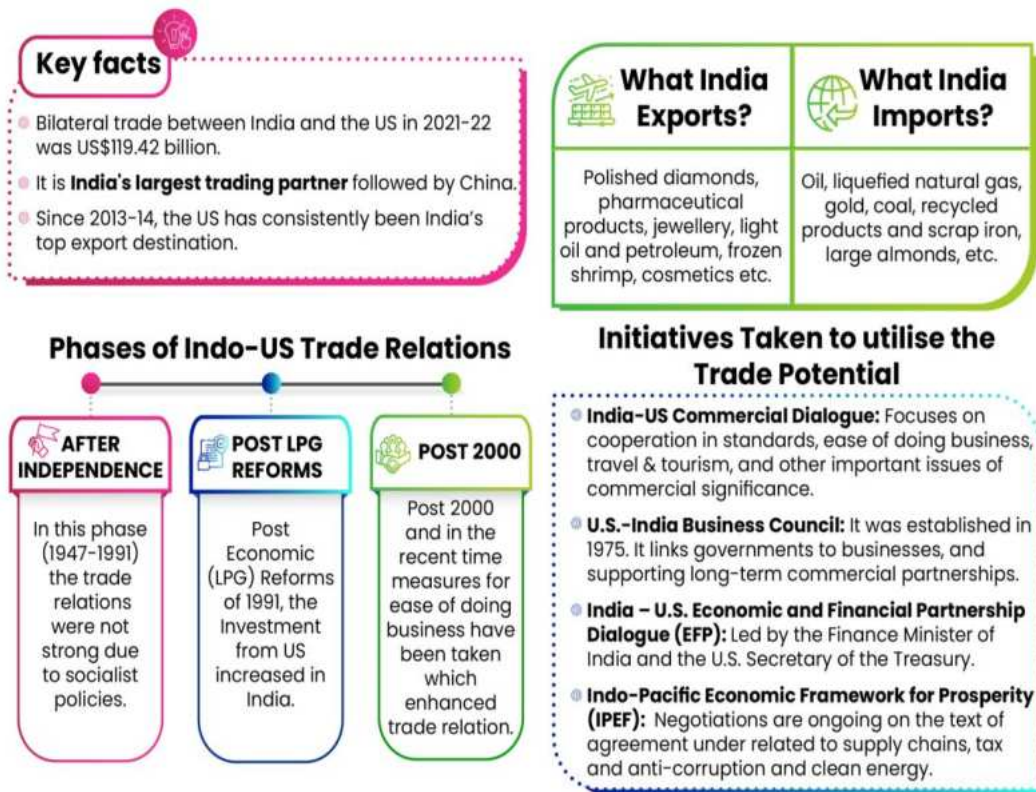 Key facts
Bilateral trade between India and the US in 2021-22
was US$119.42 billion.
It is India's largest trading partner followed by China.
Since 2013-14, the US has consistently been India's
top export destination.
What India
Exports?
Polished diamonds,
pharmaceutical
products, jewellery, light
oil and petroleum, frozen
shrimp, cosmetics etc.
What India
Imports?
Oil, liquefied natural gas,
gold, coal, recycled
products and scrap iron,
large almonds, etc.
Phases of Indo-US Trade Relations
AFTER
INDEPENDENCE
In this phase
(1947-1991)
the trade
relations
were not
strong due
to socialist
policies.
POST LPG
REFORMS
Post
Economic
(LPG) Reforms
of 1991, the
Investment
from US
increased in
India.
POST 2000
Post 2000
and in the
recent time
measures for
ease of doing
business have
been taken
which
enhanced
trade relation.
Initiatives Taken to utilise the
Trade Potential
India-US Commercial Dialogue: Focuses on
cooperation in standards, ease of doing business,
travel & tourism, and other important issues of
commercial significance.
U.S.-India Business Council: It was established in
1975. It links governments to businesses, and
supporting long-term commercial partnerships.
India – U.S. Economic and Financial Partnership
Dialogue (EFP): Led by the Finance Minister of
India and the U.S. Secretary of the Treasury.
Indo-Pacific Economic Framework for Prosperity
(IPEF): Negotiations are ongoing on the text of
agreement under related to supply chains, tax
and anti-corruption and clean energy.